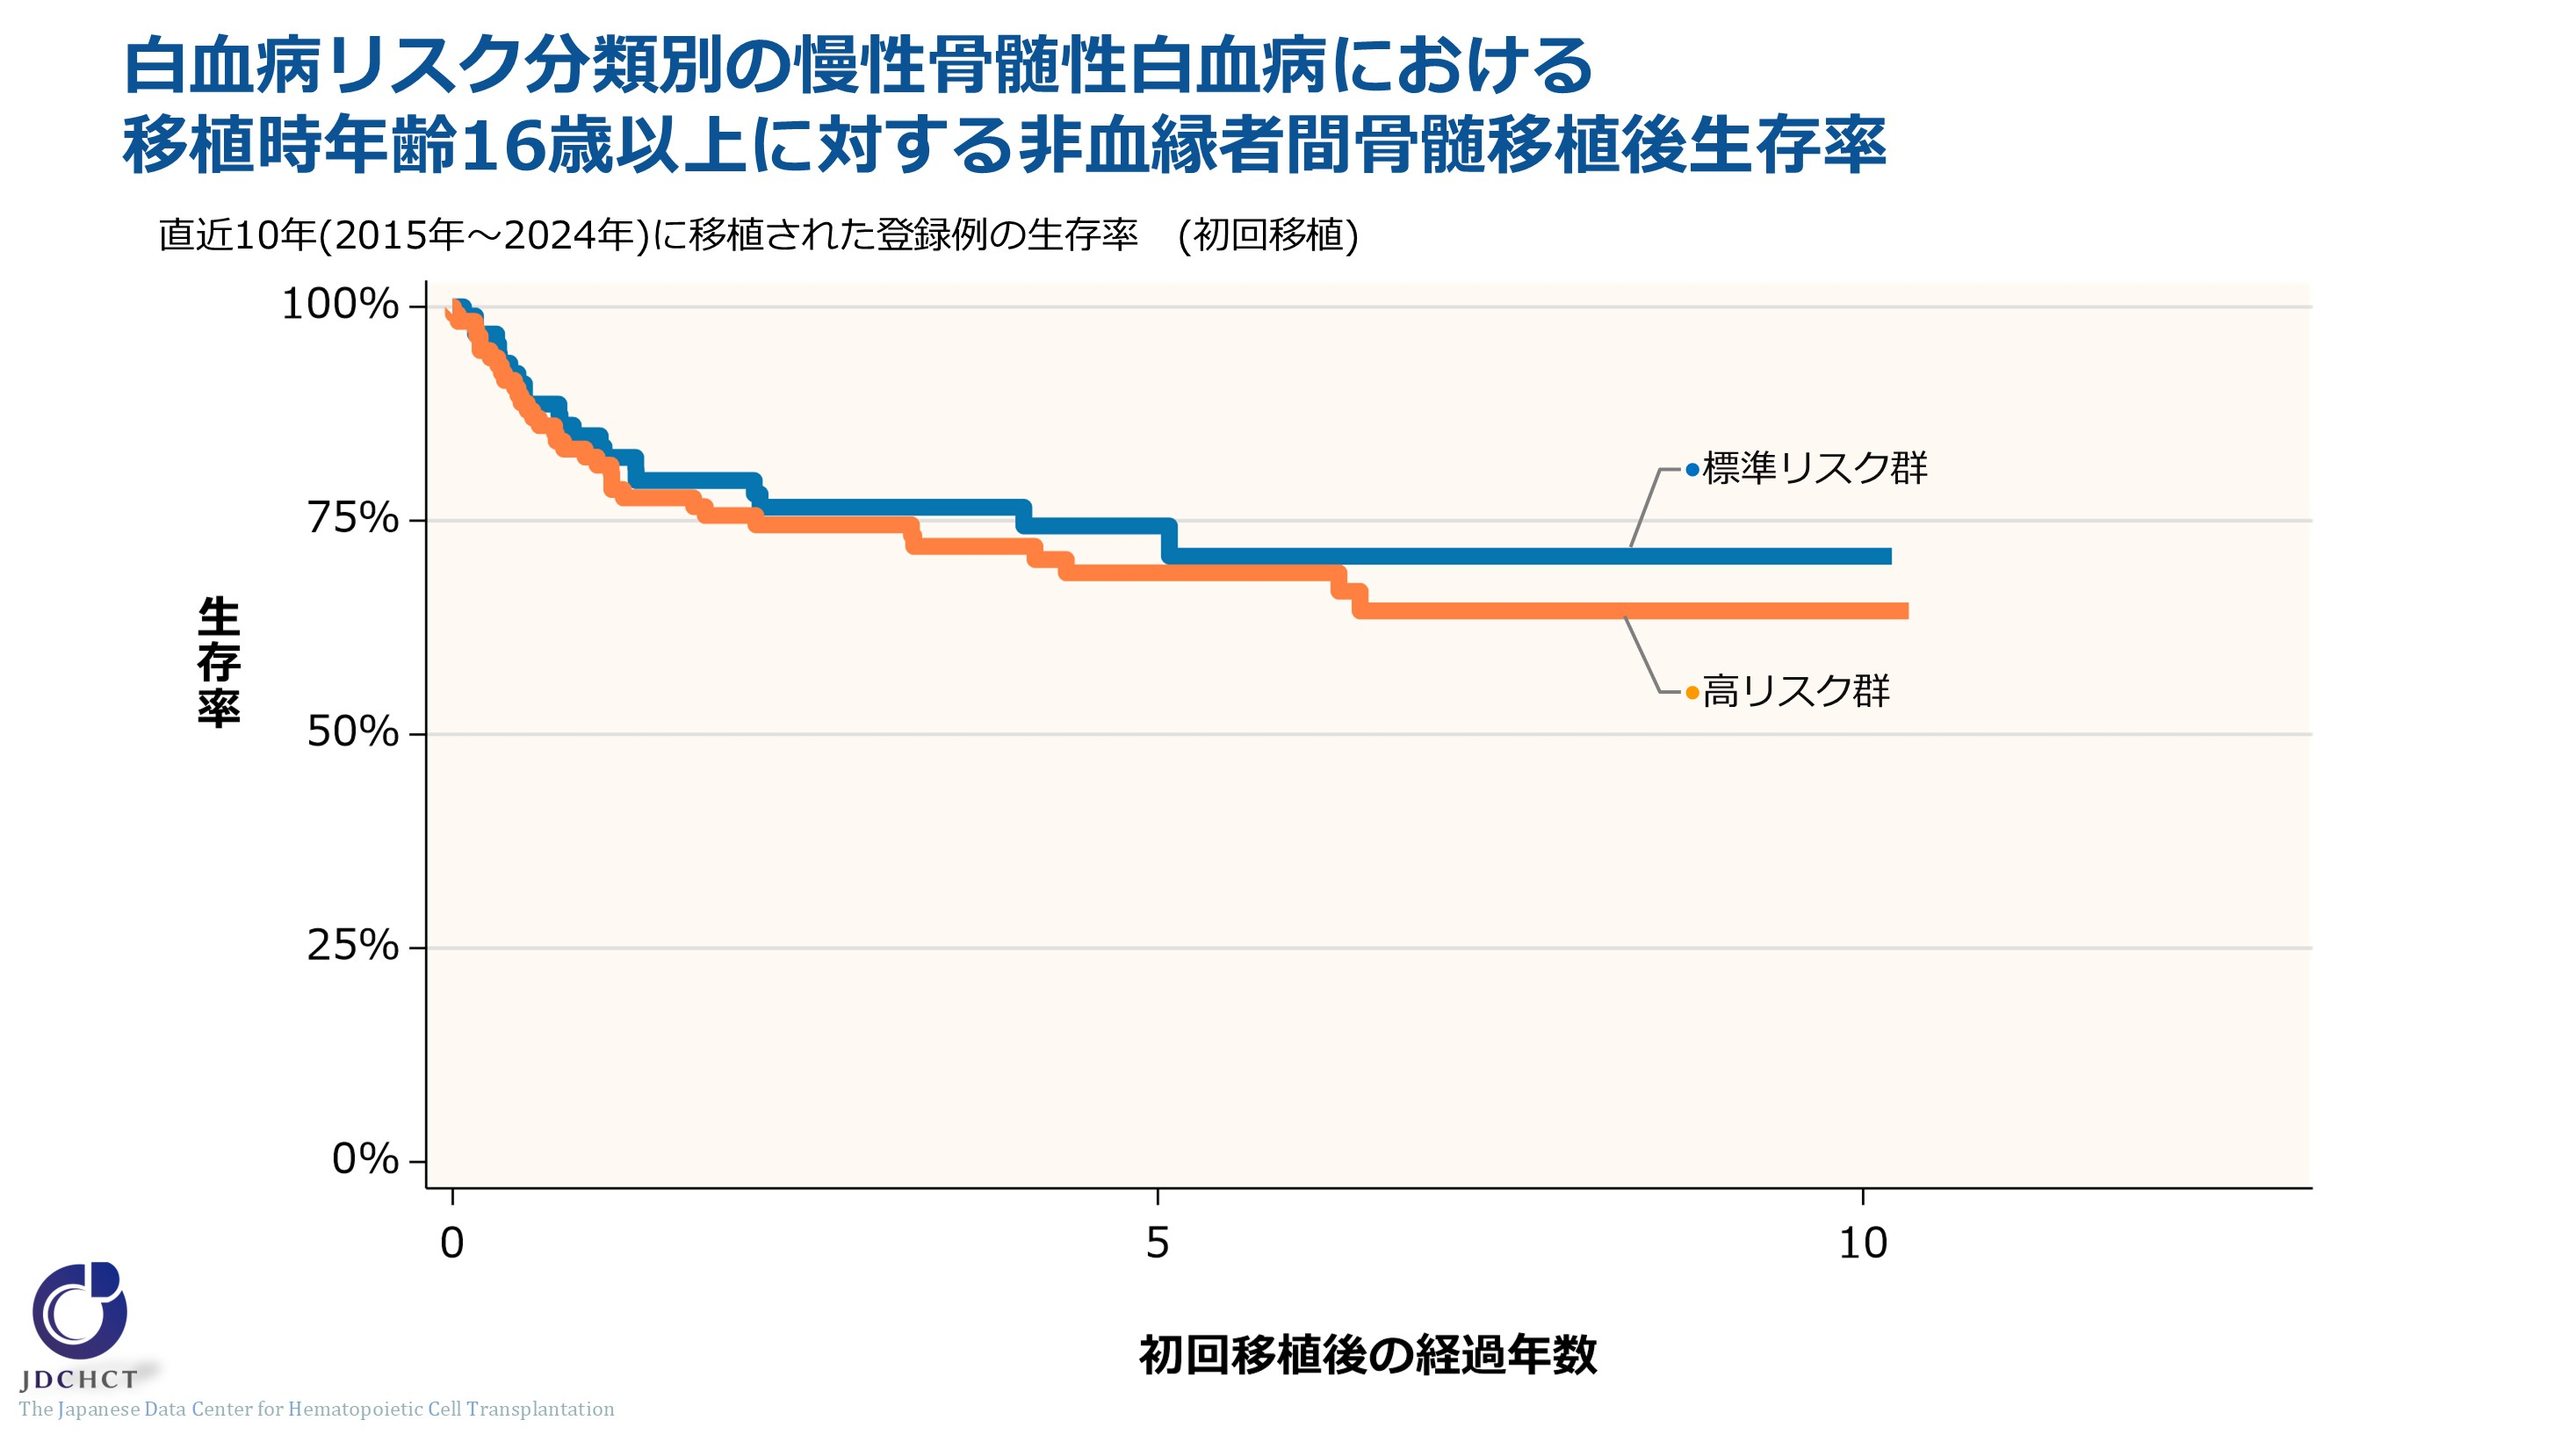 白血病リスク分類別の慢性骨髄性白血病における
移植時年齢16歳以上に対する非血縁者間骨髄移植後生存率
直近10年(2015年～2024年)に移植された登録例の生存率　(初回移植)
100%
75%
50%
25%
0%
生存率
標準リスク群
高リスク群
0
5
10
初回移植後の経過年数
JDCHCT
The Japanese Data Center for Hematopoietic Cell Transplantation